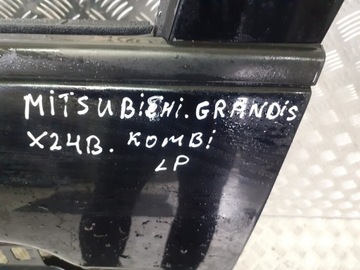 MITSUBISHI. GRANDIS
X24B. KOMBI
LP